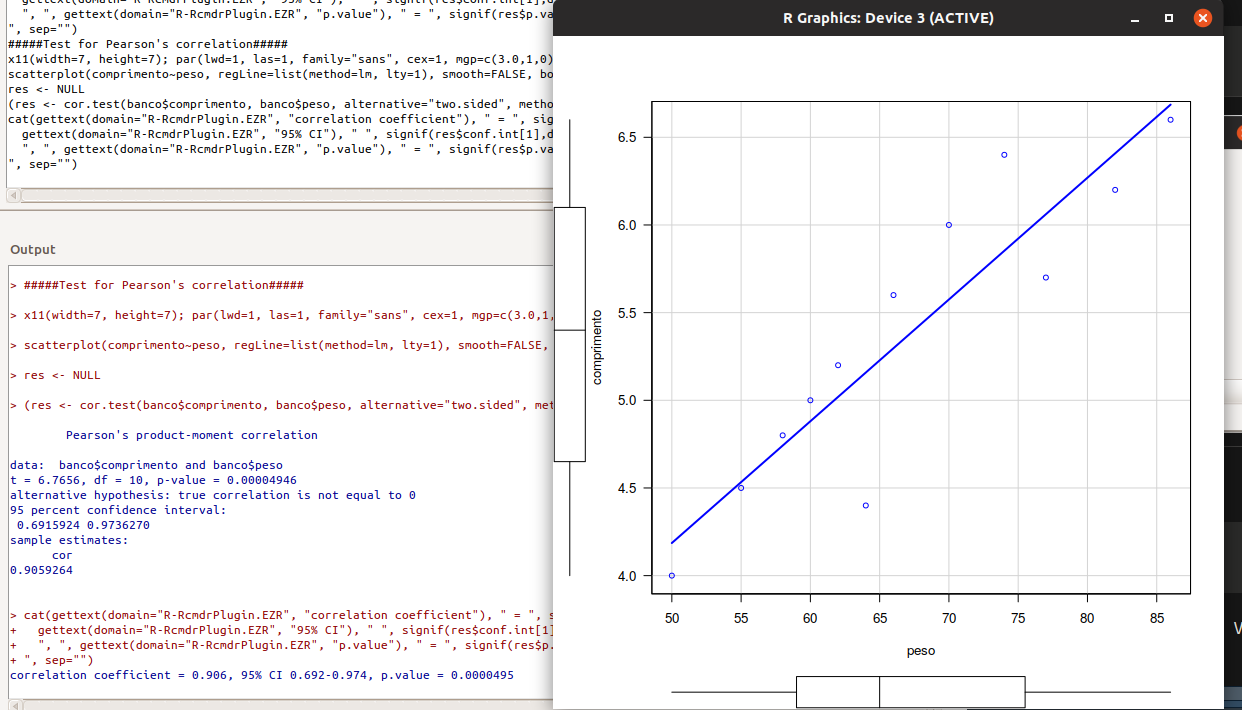 ", ", gettext(domain="R-RcmdrPlugin.EZR", "p.value"), " = ", signif(res$p.va
", sep="")
#####Test for Pearson's correlation#####
x11(width=7, height=7); par(lwd=1, las=1, family="sans", cex=1, mgp=c(3.0,1,0)
scatterplot(comprimento~peso, regLine=list(method=lm, lty=1), smooth=FALSE, bo
res <- NULL
(res <- cor.test(banco$comprimento, banco$peso, alternative="two.sided", metho
cat(gettext(domain="R-RcmdrPlugin.EZR", "correlation coefficient"), " = ", sig
gettext(domain="R-RcmdrPlugin.EZR", "95% CI"), " ", signif(res$conf.int[1],d
", ", gettext(domain="R-RcmdrPlugin.EZR", "p.value"), " = ", signif(res$p.va
", sep="")
Output
> #####Test for Pearson's correlation#####
> x11(width=7, height=7); par(lwd=1, las=1, family="sans", cex=1, mgp=c(3.0,1,
> scatterplot(comprimento~peso, regLine=list(method=lm, lty=1), smooth=FALSE,
> res <- NULL
> (res <- cor.test(banco$comprimento, banco$peso, alternative="two.sided", met
Pearson's product-moment correlation
data:  banco$comprimento and banco$peso
t = 6.7656, df = 10, p-value = 0.00004946
alternative hypothesis: true correlation is not equal to 0
95 percent confidence interval:
0.6915924 0.9736270
sample estimates:
cor
0.9059264
> cat(gettext(domain="R-RcmdrPlugin.EZR", "correlation coefficient"), " = ", s
+   gettext(domain="R-RcmdrPlugin.EZR", "95% CI"), " ", signif(res$conf.int[1]
+   ", ", gettext(domain="R-RcmdrPlugin.EZR", "p.value"), " = ", signif(res$p.
+ ", sep="")
correlation coefficient = 0.906, 95% CI 0.692-0.974, p.value = 0.0000495
R Graphics: Device 3 (ACTIVE)
6.5
6.0
5.5
5.0
4.5
4.0
comprimento
50 55 60 65 70 75 80 85
peso